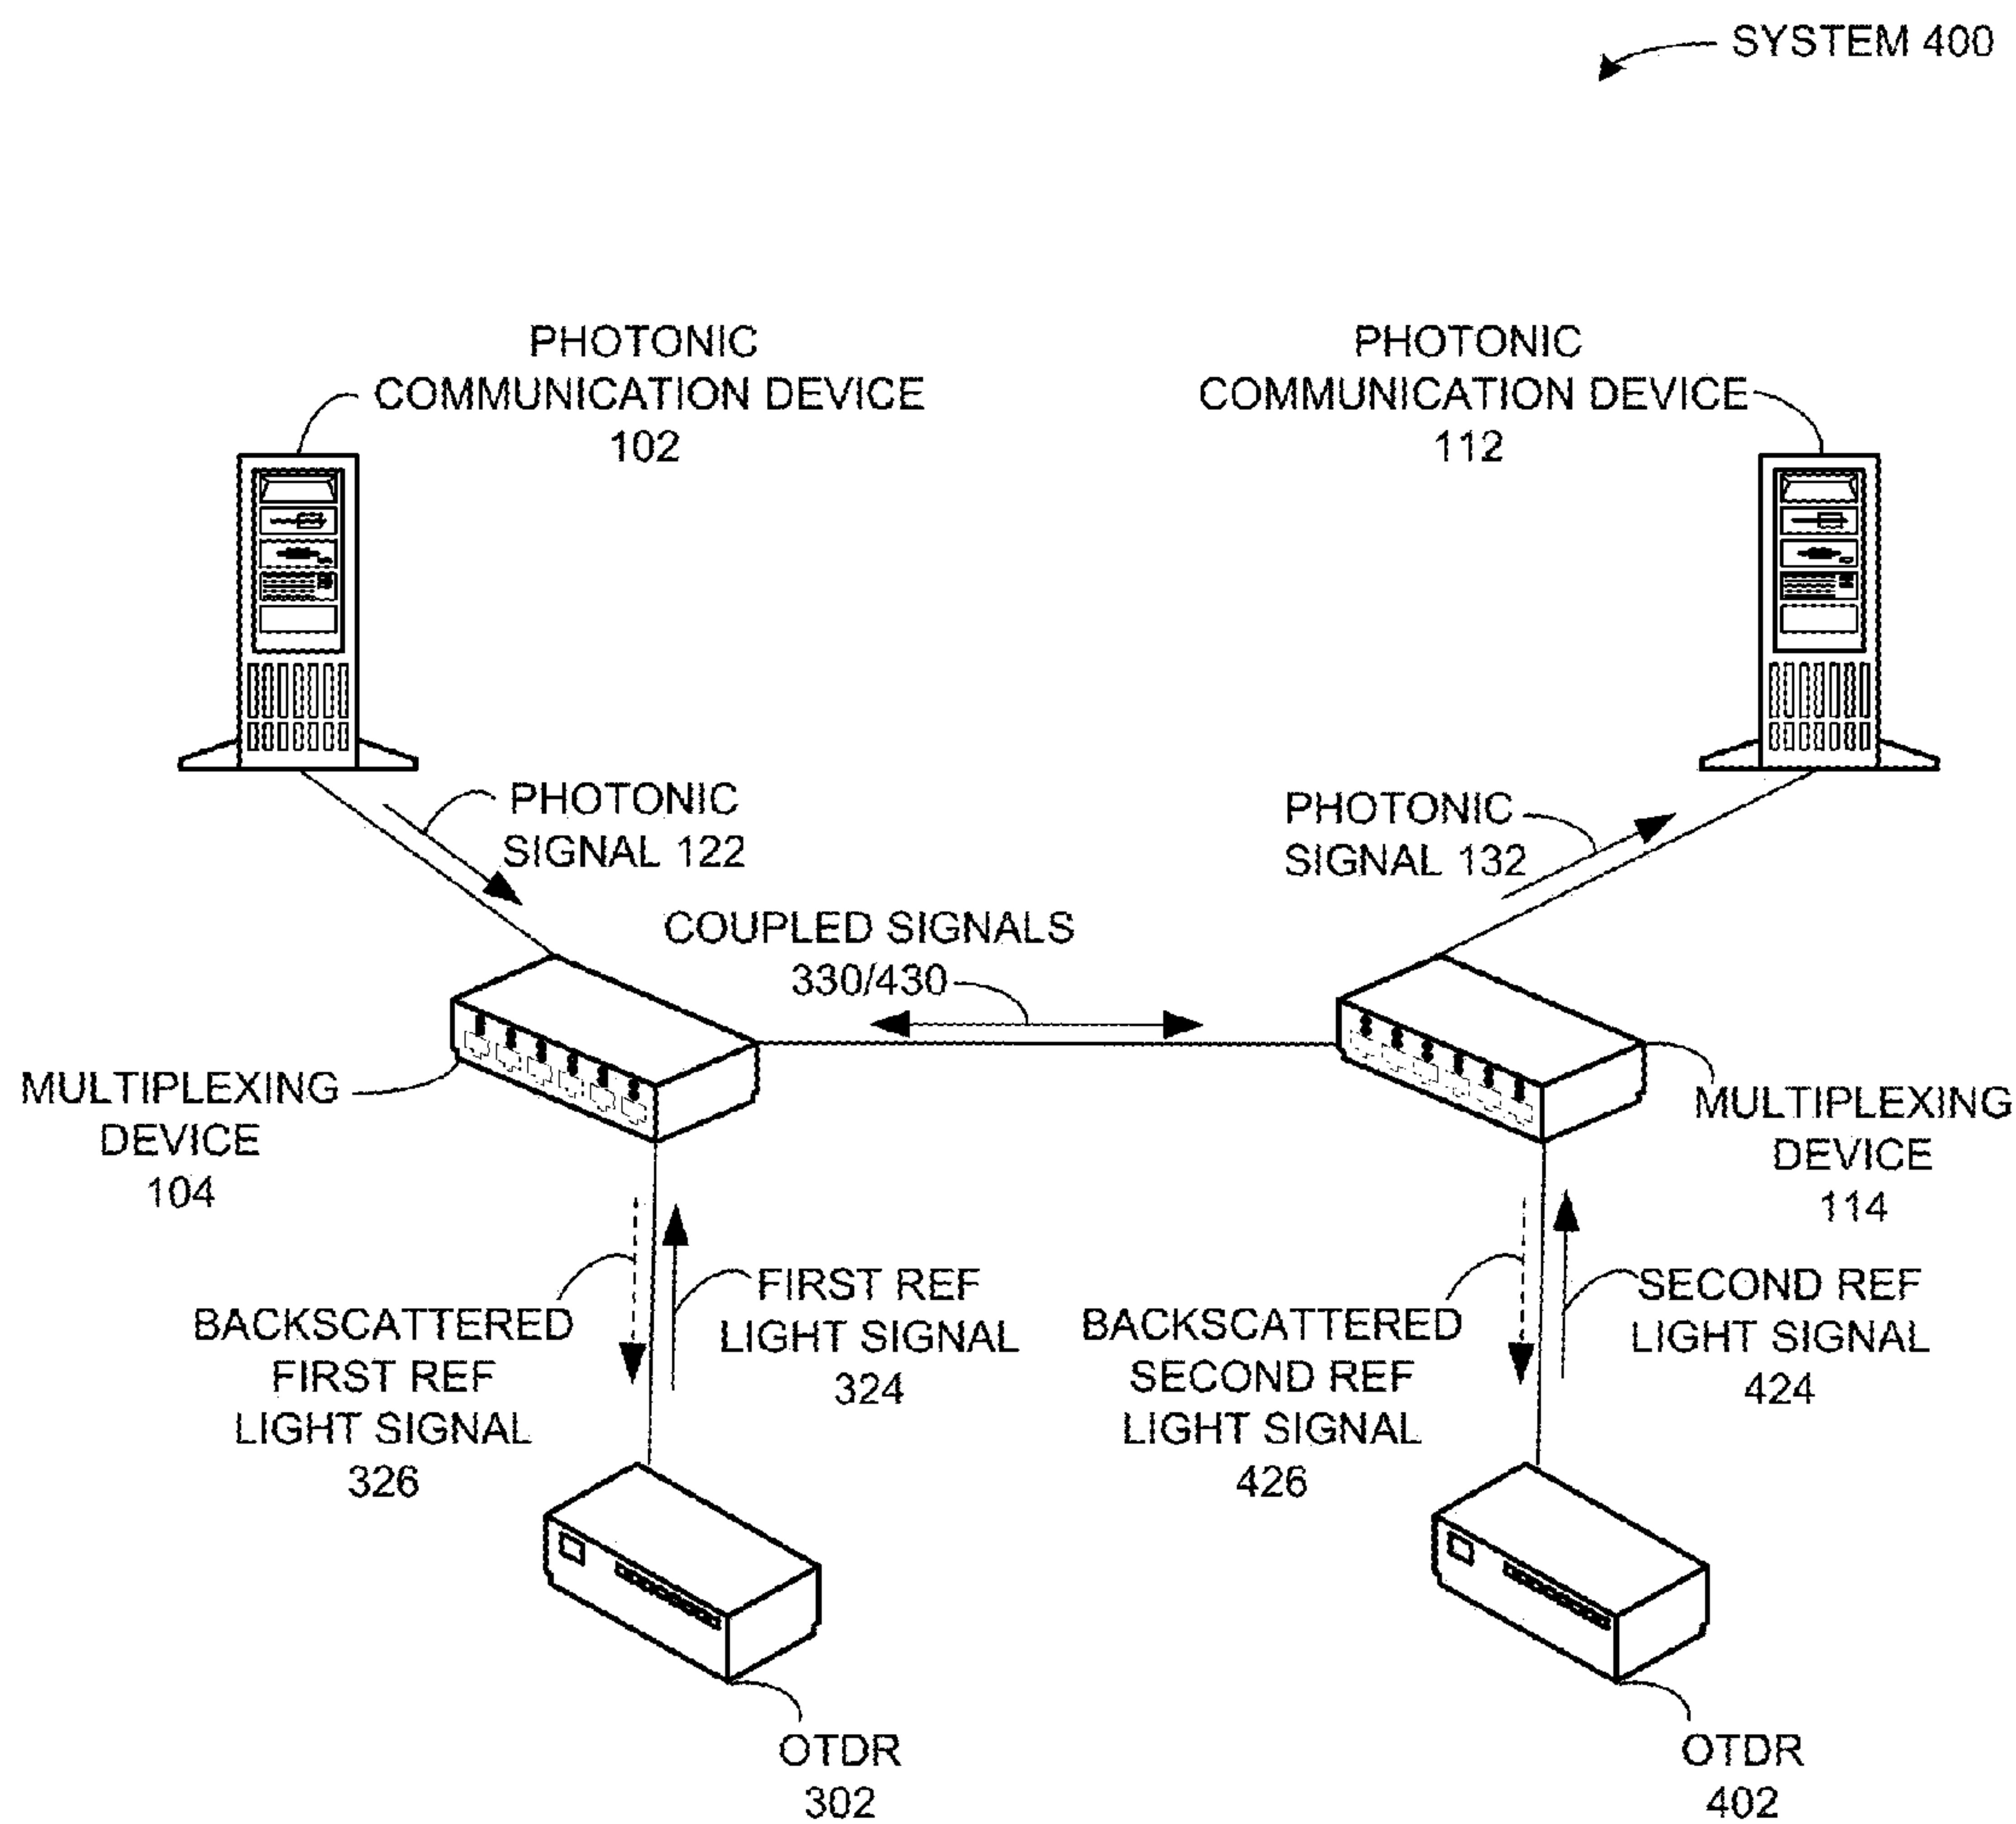 SYSTEM 400
PHOTONIC
COMMUNICATION DEVICE
102
PHOTONIC
COMMUNICATION DEVICE
112
PHOTONIC
SIGNAL 122
PHOTONIC
SIGNAL 132
COUPLED SIGNALS
330/430
MULTIPLEXING
DEVICE
104
MULTIPLEXING
DEVICE
114
BACKSCATTERED
FIRST REF
LIGHT SIGNAL
326
FIRST REF
LIGHT SIGNAL
324
BACKSCATTERED
SECOND REF
LIGHT SIGNAL
426
SECOND REF
LIGHT SIGNAL
424
OTDR
302
OTDR
402